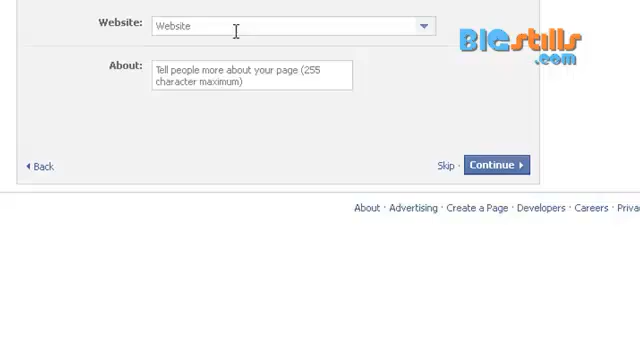 Website:
Website
BIGstills
.com
About:
Tell people more about your page (255
character maximum)
Back
Skip · Continue
About · Advertising · Create a Page · Developers · Careers · Priva